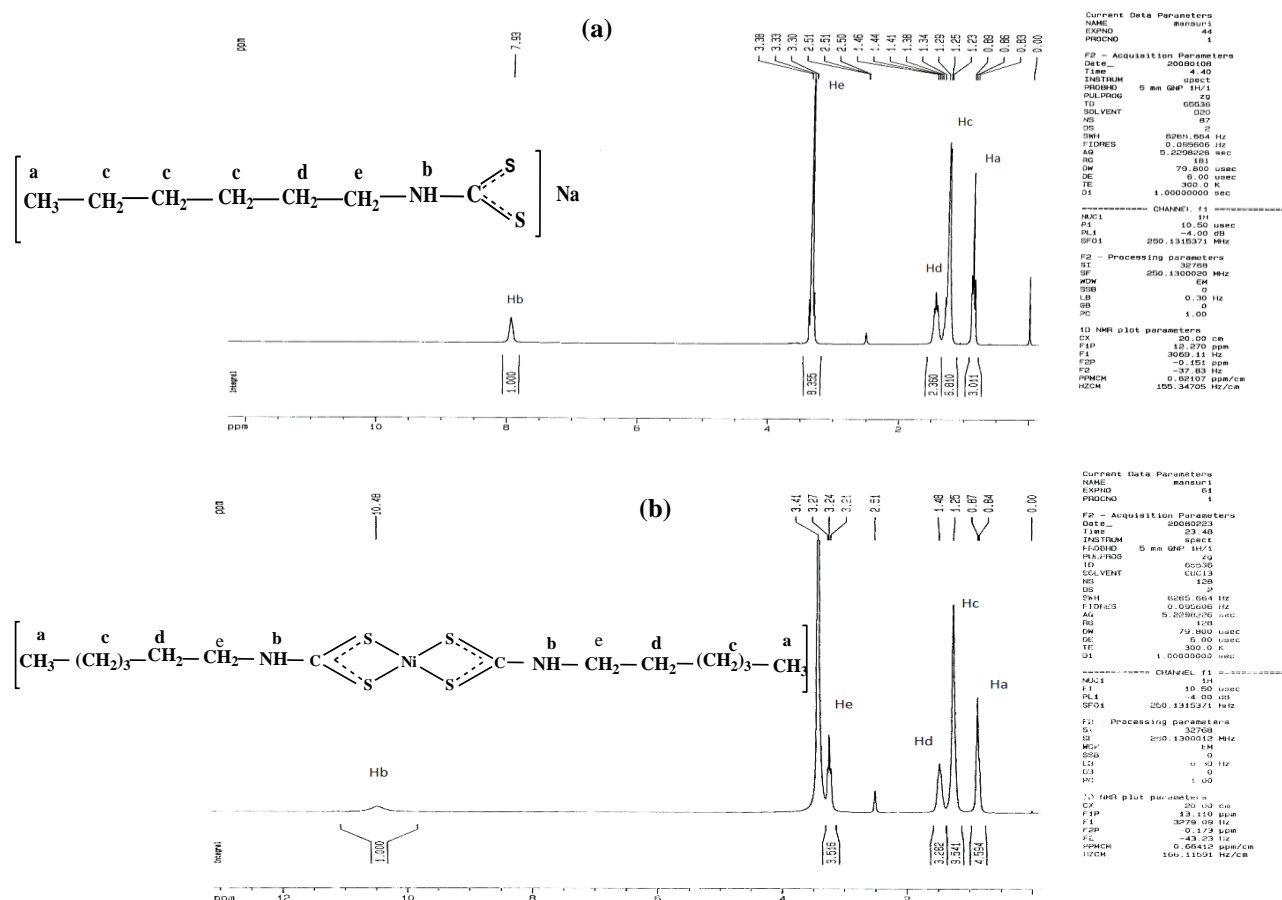 (a)
ppm
7.93
3.38
3.33
3.30
2.51
2.51
2.50
1.46
1.44
1.41
1.38
1.34
1.29
1.25
1.23
0.89
0.86
0.83
0.00
He
Hc
Ha
Hd
Hb
a c c c d e b S
CH3 CH2 CH2 CH2 CH2 CH2 NH C Na
S
Integral
1.000
8.355
2.360
6.810
3.011
ppm 10 8 6 4 2
Current Data Parameters
NAME mansuri
EXPNO 44
PROCNO 1
F2 - Acquisition Parameters
Date_ 20080108
Time 4.40
INSTRUM spect
PROBHD 5 mm QNP 1H/1
PULPROG zg
TD 65536
SOLVENT D2O
NS 87
DS 2
SWH 6265.664 Hz
FIDRES 0.095606 Hz
AQ 5.2298226 sec
RG 181
DW 79.800 usec
DE 6.00 usec
TE 300.0 K
D1 1.00000000 sec
CHANNEL f1
NUC1 1H
P1 10.50 usec
PL1 -4.00 dB
SFO1 250.1315371 MHz
F2 - Processing parameters
SI 32768
SF 250.1300020 MHz
WDW EM
SSB 0
LB 0.30 Hz
GB 0
PC 1.00
1D NMR plot parameters
CX 20.00 cm
F1P 12.270 ppm
F1 3069.11 Hz
F2P -0.151 ppm
F2 -37.83 Hz
PPMCM 0.62107 ppm/cm
HZCM 155.34705 Hz/cm
(b)
ppm
10.48
3.41
3.27
3.24
3.21
2.51
1.48
1.25
0.87
0.84
0.00
Hc
Ha
He
Hd
Hb
a c d e b S S b e d c a
CH3 (CH2)3 CH2 CH2 NH C Ni C NH CH2 CH2 (CH2)3 CH3
S S
Integral
1.000
3.516
3.282
9.541
4.594
ppm 12 10 8 6 4 2
Current Data Parameters
NAME mansuri
EXPNO 61
PROCNO 1
F2 - Acquisition Parameters
Date_ 20080223
Time 23.48
INSTRUM spect
PROBHD 5 mm QNP 1H/1
PULPROG zg
TD 65536
SOLVENT CDCl3
NS 128
DS 2
SWH 6265.664 Hz
FIDRES 0.095606 Hz
AQ 5.2298226 sec
RG 128
DW 79.800 usec
DE 6.00 usec
TE 300.0 K
D1 1.00000000 sec
CHANNEL f1
NUC1 1H
P1 10.50 usec
PL1 -4.00 dB
SFO1 250.1315371 MHz
F2 - Processing parameters
SI 32768
SF 250.1300012 MHz
WDW EM
SSB 0
LB Hz
GB 0
PC 1.00
1D NMR plot parameters
CX 20.00 cm
F1P 13.110 ppm
F1 3279.09 Hz
F2P -0.173 ppm
F2 -43.23 Hz
PPMCM 0.66412 ppm/cm
HZCM 166.11591 Hz/cm